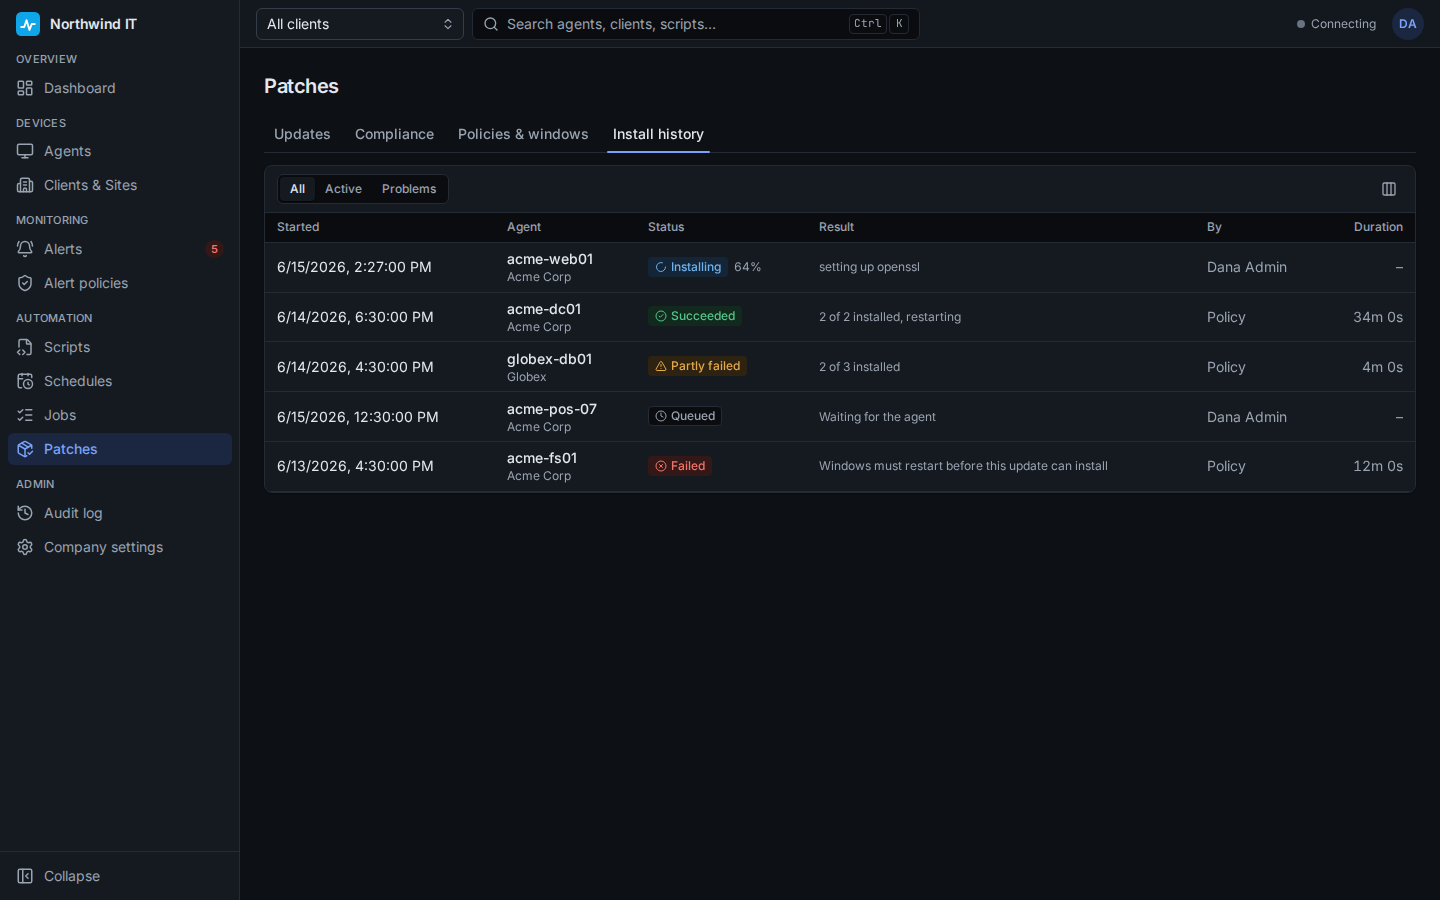 Northwind IT
All clients
Search agents, clients, scripts...
Ctrl K
Connecting
DA
OVERVIEW
Dashboard
DEVICES
Agents
Clients & Sites
MONITORING
Alerts 5
Alert policies
AUTOMATION
Scripts
Schedules
Jobs
Patches
ADMIN
Audit log
Company settings
Collapse
Patches
Updates Compliance Policies & windows Install history
All Active Problems
Started Agent Status Result By Duration
6/15/2026, 2:27:00 PM acme-web01 Installing 64% setting up openssl Dana Admin –
Acme Corp
6/14/2026, 6:30:00 PM acme-dc01 Succeeded 2 of 2 installed, restarting Policy 34m 0s
Acme Corp
6/14/2026, 4:30:00 PM globex-db01 Partly failed 2 of 3 installed Policy 4m 0s
Globex
6/15/2026, 12:30:00 PM acme-pos-07 Queued Waiting for the agent Dana Admin –
Acme Corp
6/13/2026, 4:30:00 PM acme-fs01 Failed Windows must restart before this update can install Policy 12m 0s
Acme Corp